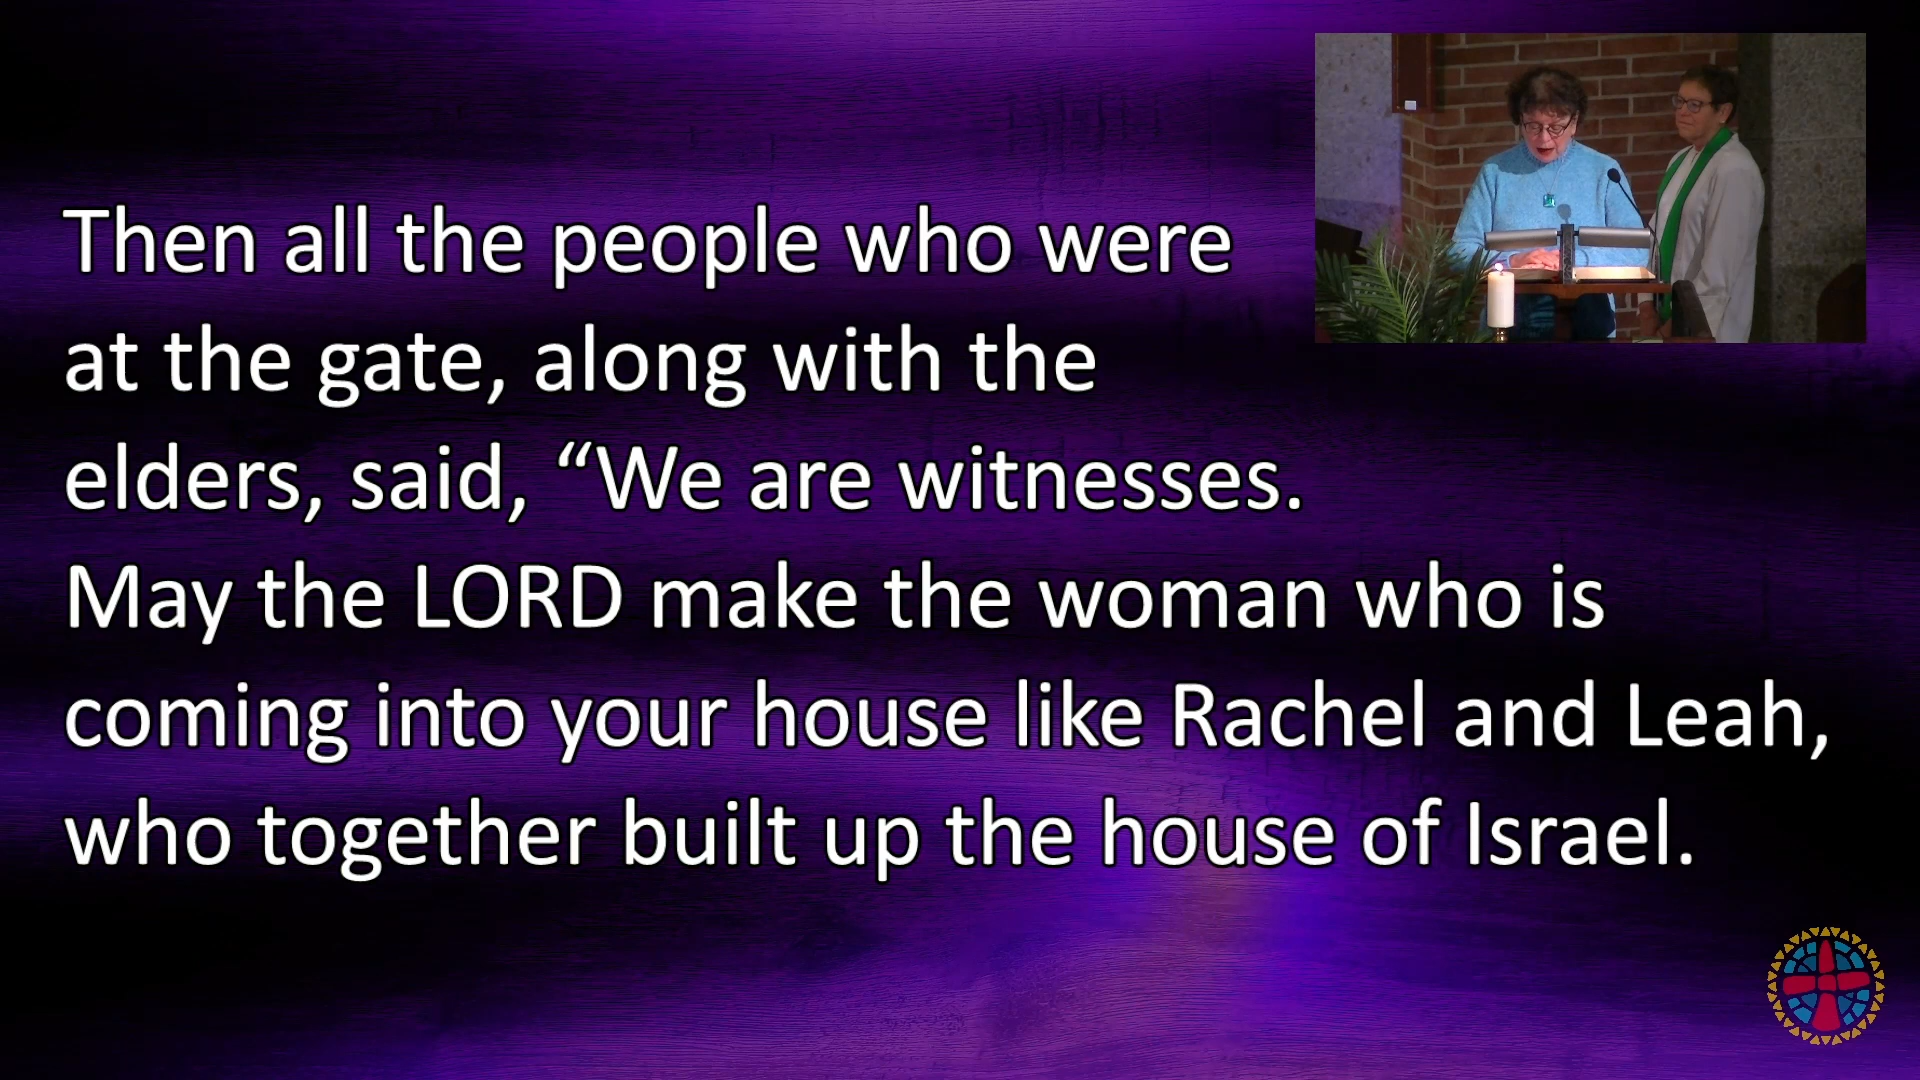 Then all the people who were
at the gate, along with the
elders, said, “We are witnesses.
May the LORD make the woman who is
coming into your house like Rachel and Leah,
who together built up the house of Israel.